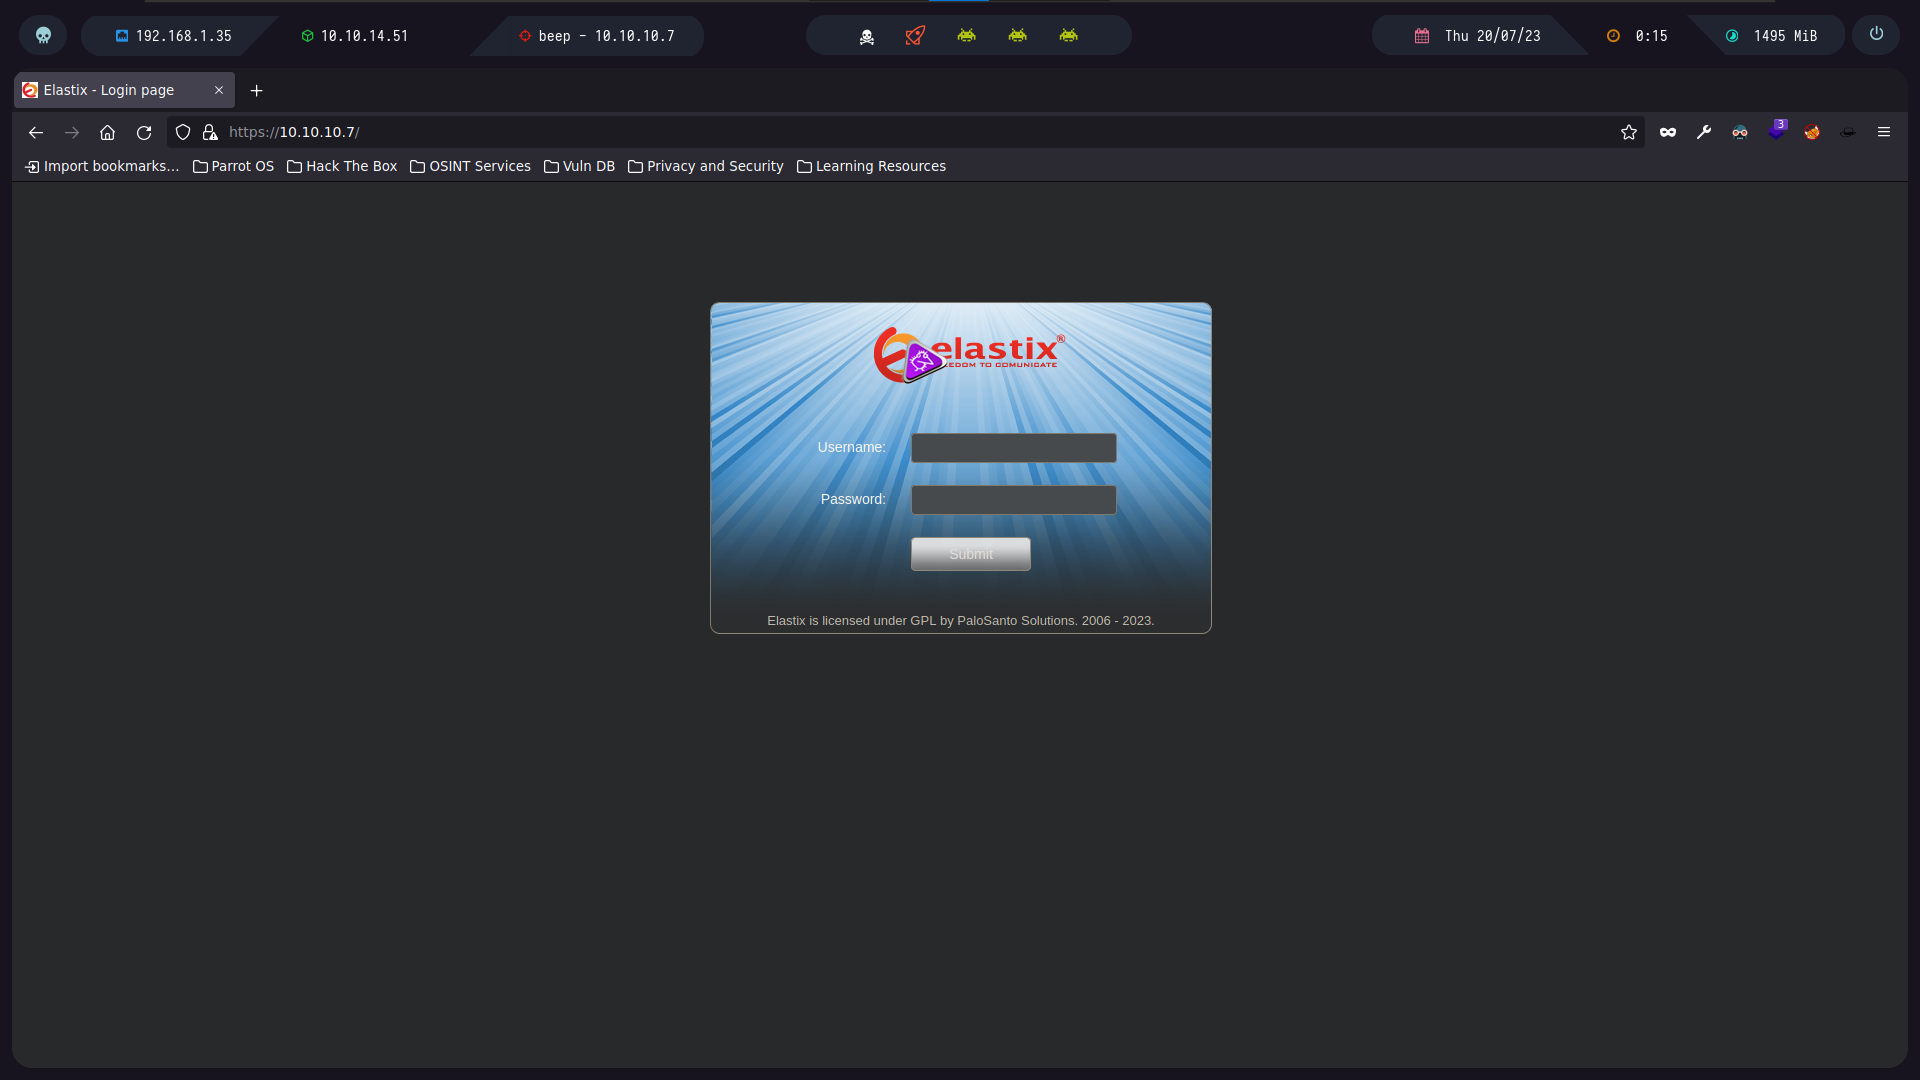 192.168.1.35 10.10.14.51 beep - 10.10.10.7 Thu 20/07/23 0:15 1495 MiB
Elastix - Login page
https://10.10.10.7/ 3
Import bookmarks... Parrot OS Hack The Box OSINT Services Vuln DB Privacy and Security Learning Resources
elastix®
EDOM TO COMUNICATE
Username:
Password:
Submit
Elastix is licensed under GPL by PaloSanto Solutions. 2006 - 2023.